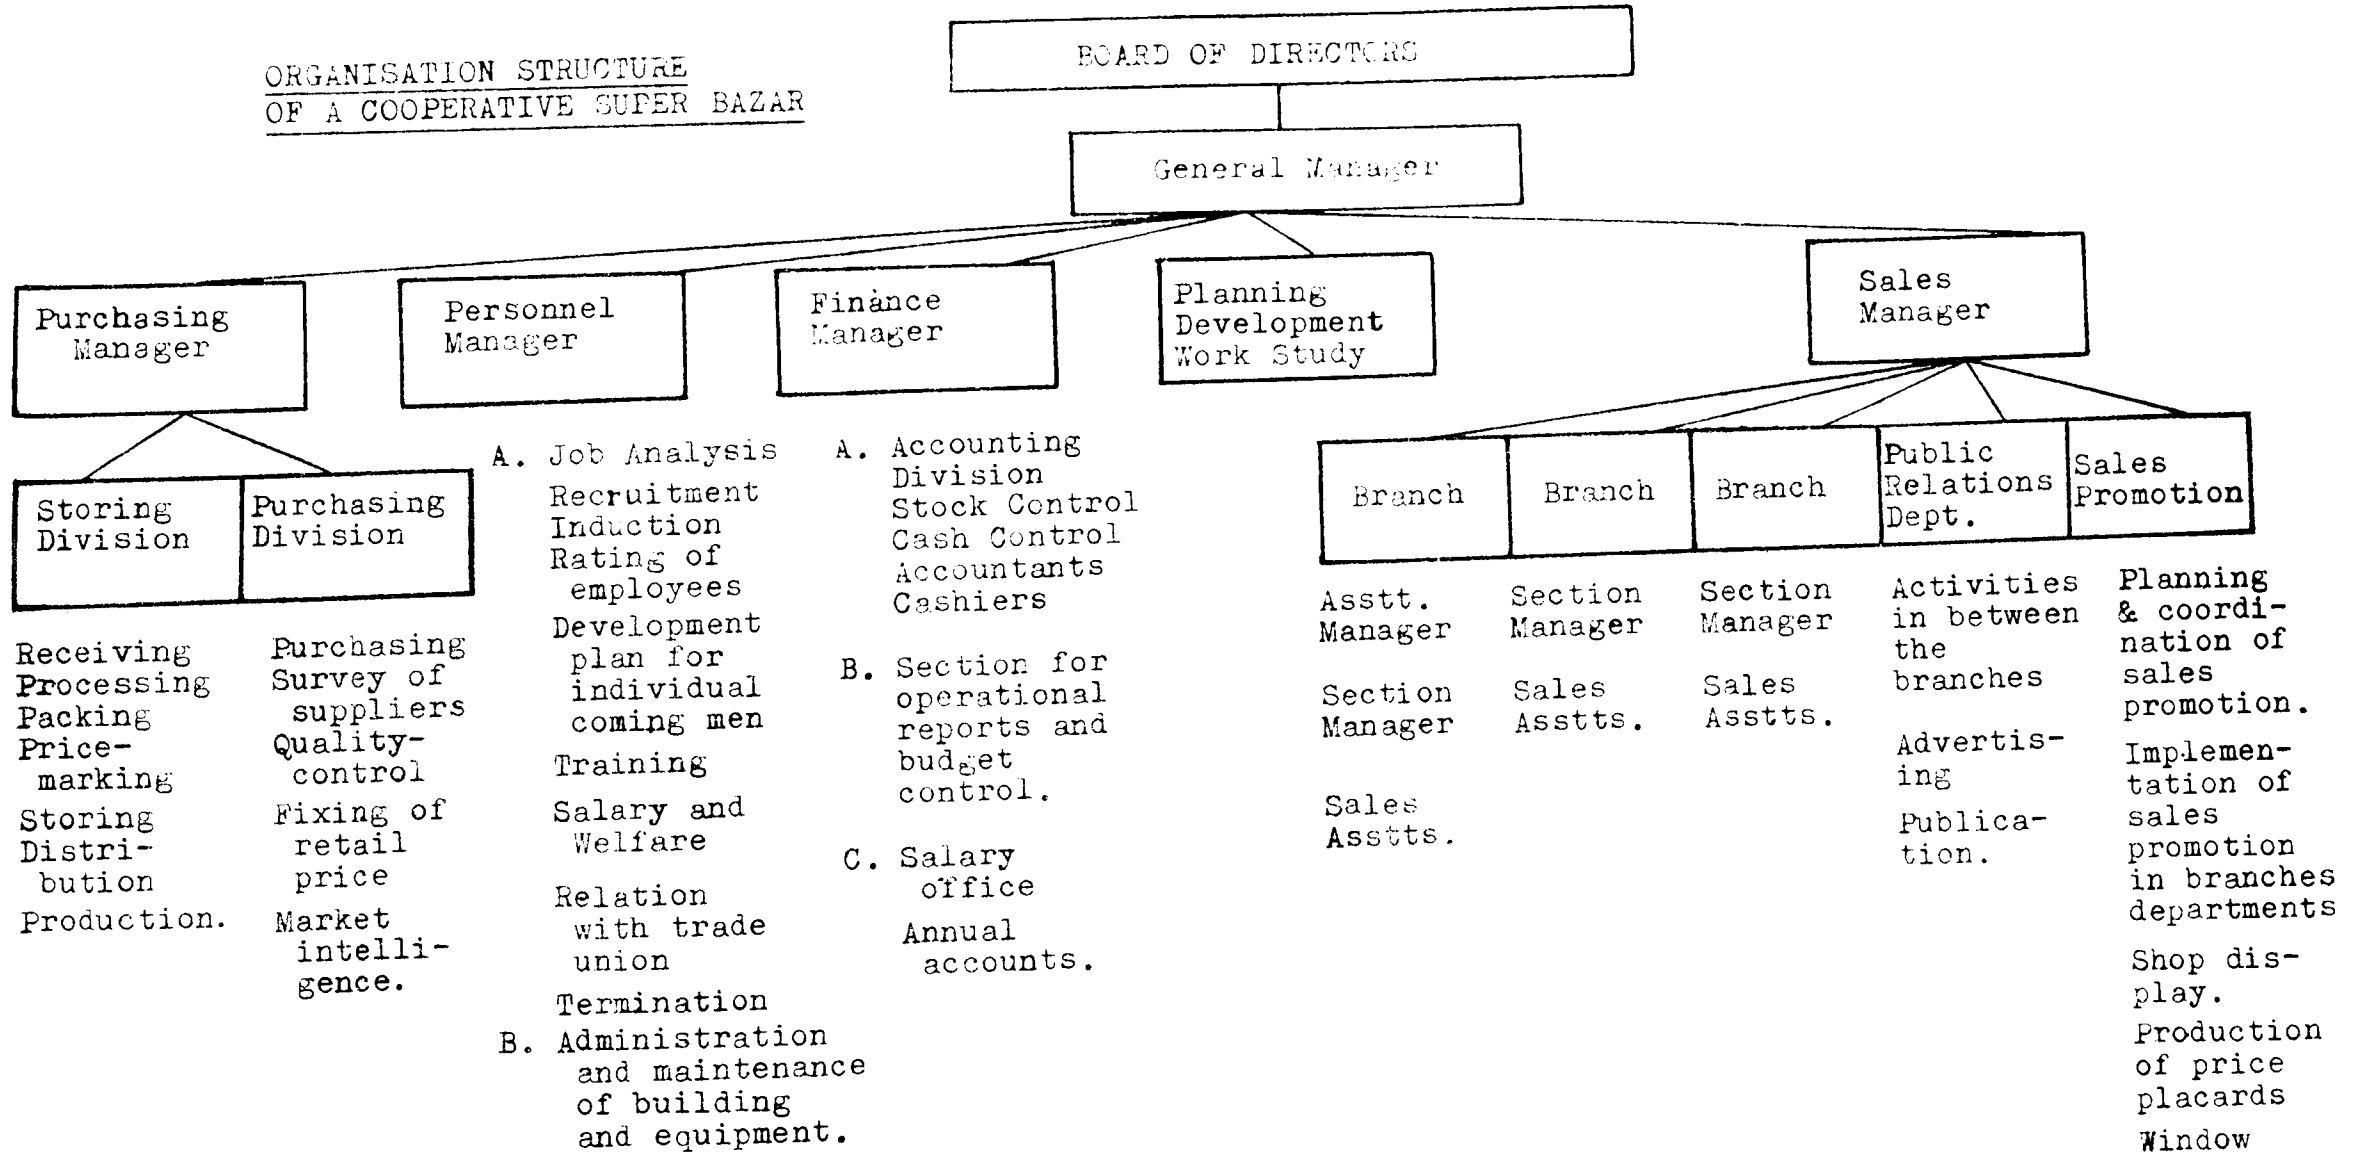 ORGANISATION STRUCTURE
OF A COOPERATIVE SUPER BAZAR
BOARD OF DIRECTORS
General Manager
Purchasing
Manager
Personnel
Manager
Finance
Manager
Planning
Development
Work Study
Sales
Manager
Storing
Division
Purchasing
Division
Branch
Branch
Branch
Public
Relations
Dept.
Sales
Promotion
Receiving
Processing
Packing
Price-
marking
Storing
Distri-
bution
Production.
Purchasing
Survey of
suppliers
Quality-
control
Fixing of
retail
price
Market
intelli-
gence.
A. Job Analysis
Recruitment
Induction
Rating of
employees
Development
plan for
individual
coming men
Training
Salary and
Welfare
Relation
with trade
union
Termination
B. Administration
and maintenance
of building
and equipment.
A. Accounting
Division
Stock Control
Cash Control
Accountants
Cashiers
B. Section for
operational
reports and
budget
control.
C. Salary
office
Annual
accounts.
Asstt.
Manager
Section
Manager
Sales
Asstts.
Section
Manager
Sales
Asstts.
Section
Manager
Sales
Asstts.
Activities
in between
the
branches
Advertis-
ing
Publica-
tion.
Planning
& coordi-
nation of
sales
promotion.
Implemen-
tation of
sales
promotion
in branches
departments
Shop dis-
play.
Production
of price
placards
Window